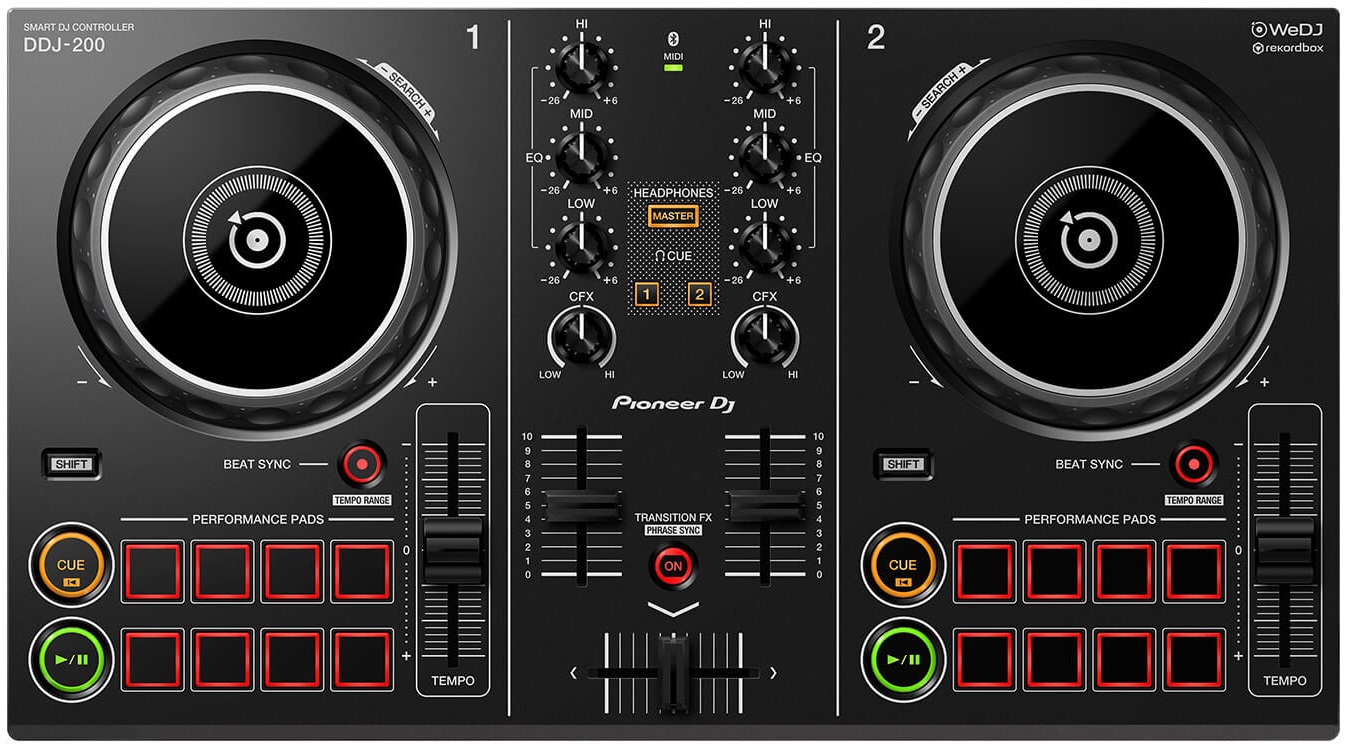 SMART DJ CONTROLLER
DDJ-200
1
− SEARCH +
− +
SHIFT
BEAT SYNC
TEMPO RANGE
PERFORMANCE PADS
CUE
−
0
+
TEMPO
HI
−26 +6
MID
EQ
−26 +6
LOW
−26 +6
CFX
LOW HI
MIDI
HEADPHONES
MASTER
CUE
1 2
HI
−26 +6
MID
EQ
−26 +6
LOW
−26 +6
CFX
LOW HI
Pioneer Dj
10
9
8
7
6
5
4
3
2
1
0
10
9
8
7
6
5
4
3
2
1
0
TRANSITION FX
PHRASE SYNC
ON
2
WeDJ
rekordbox
− SEARCH +
− +
SHIFT
BEAT SYNC
TEMPO RANGE
PERFORMANCE PADS
CUE
−
0
+
TEMPO